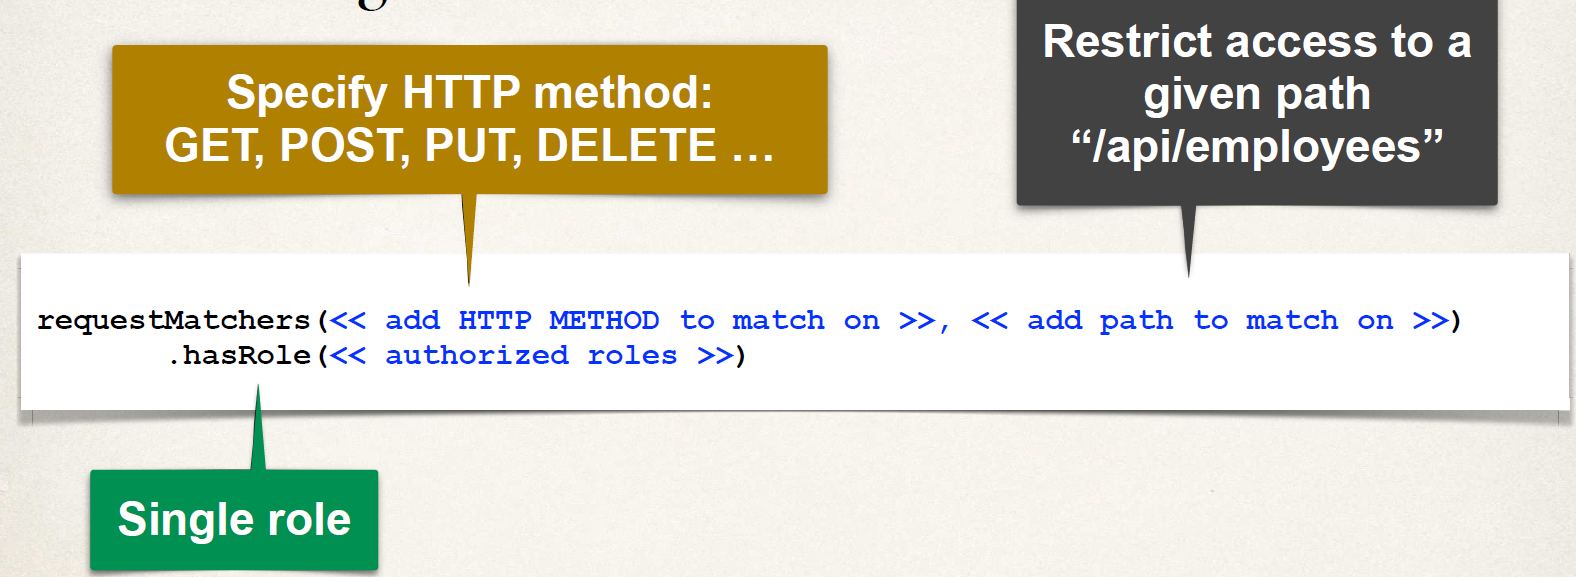 Specify HTTP method:
GET, POST, PUT, DELETE …
Restrict access to a
given path
“/api/employees”
requestMatchers(<< add HTTP METHOD to match on >>, << add path to match on >>)
.hasRole(<< authorized roles >>)
Single role